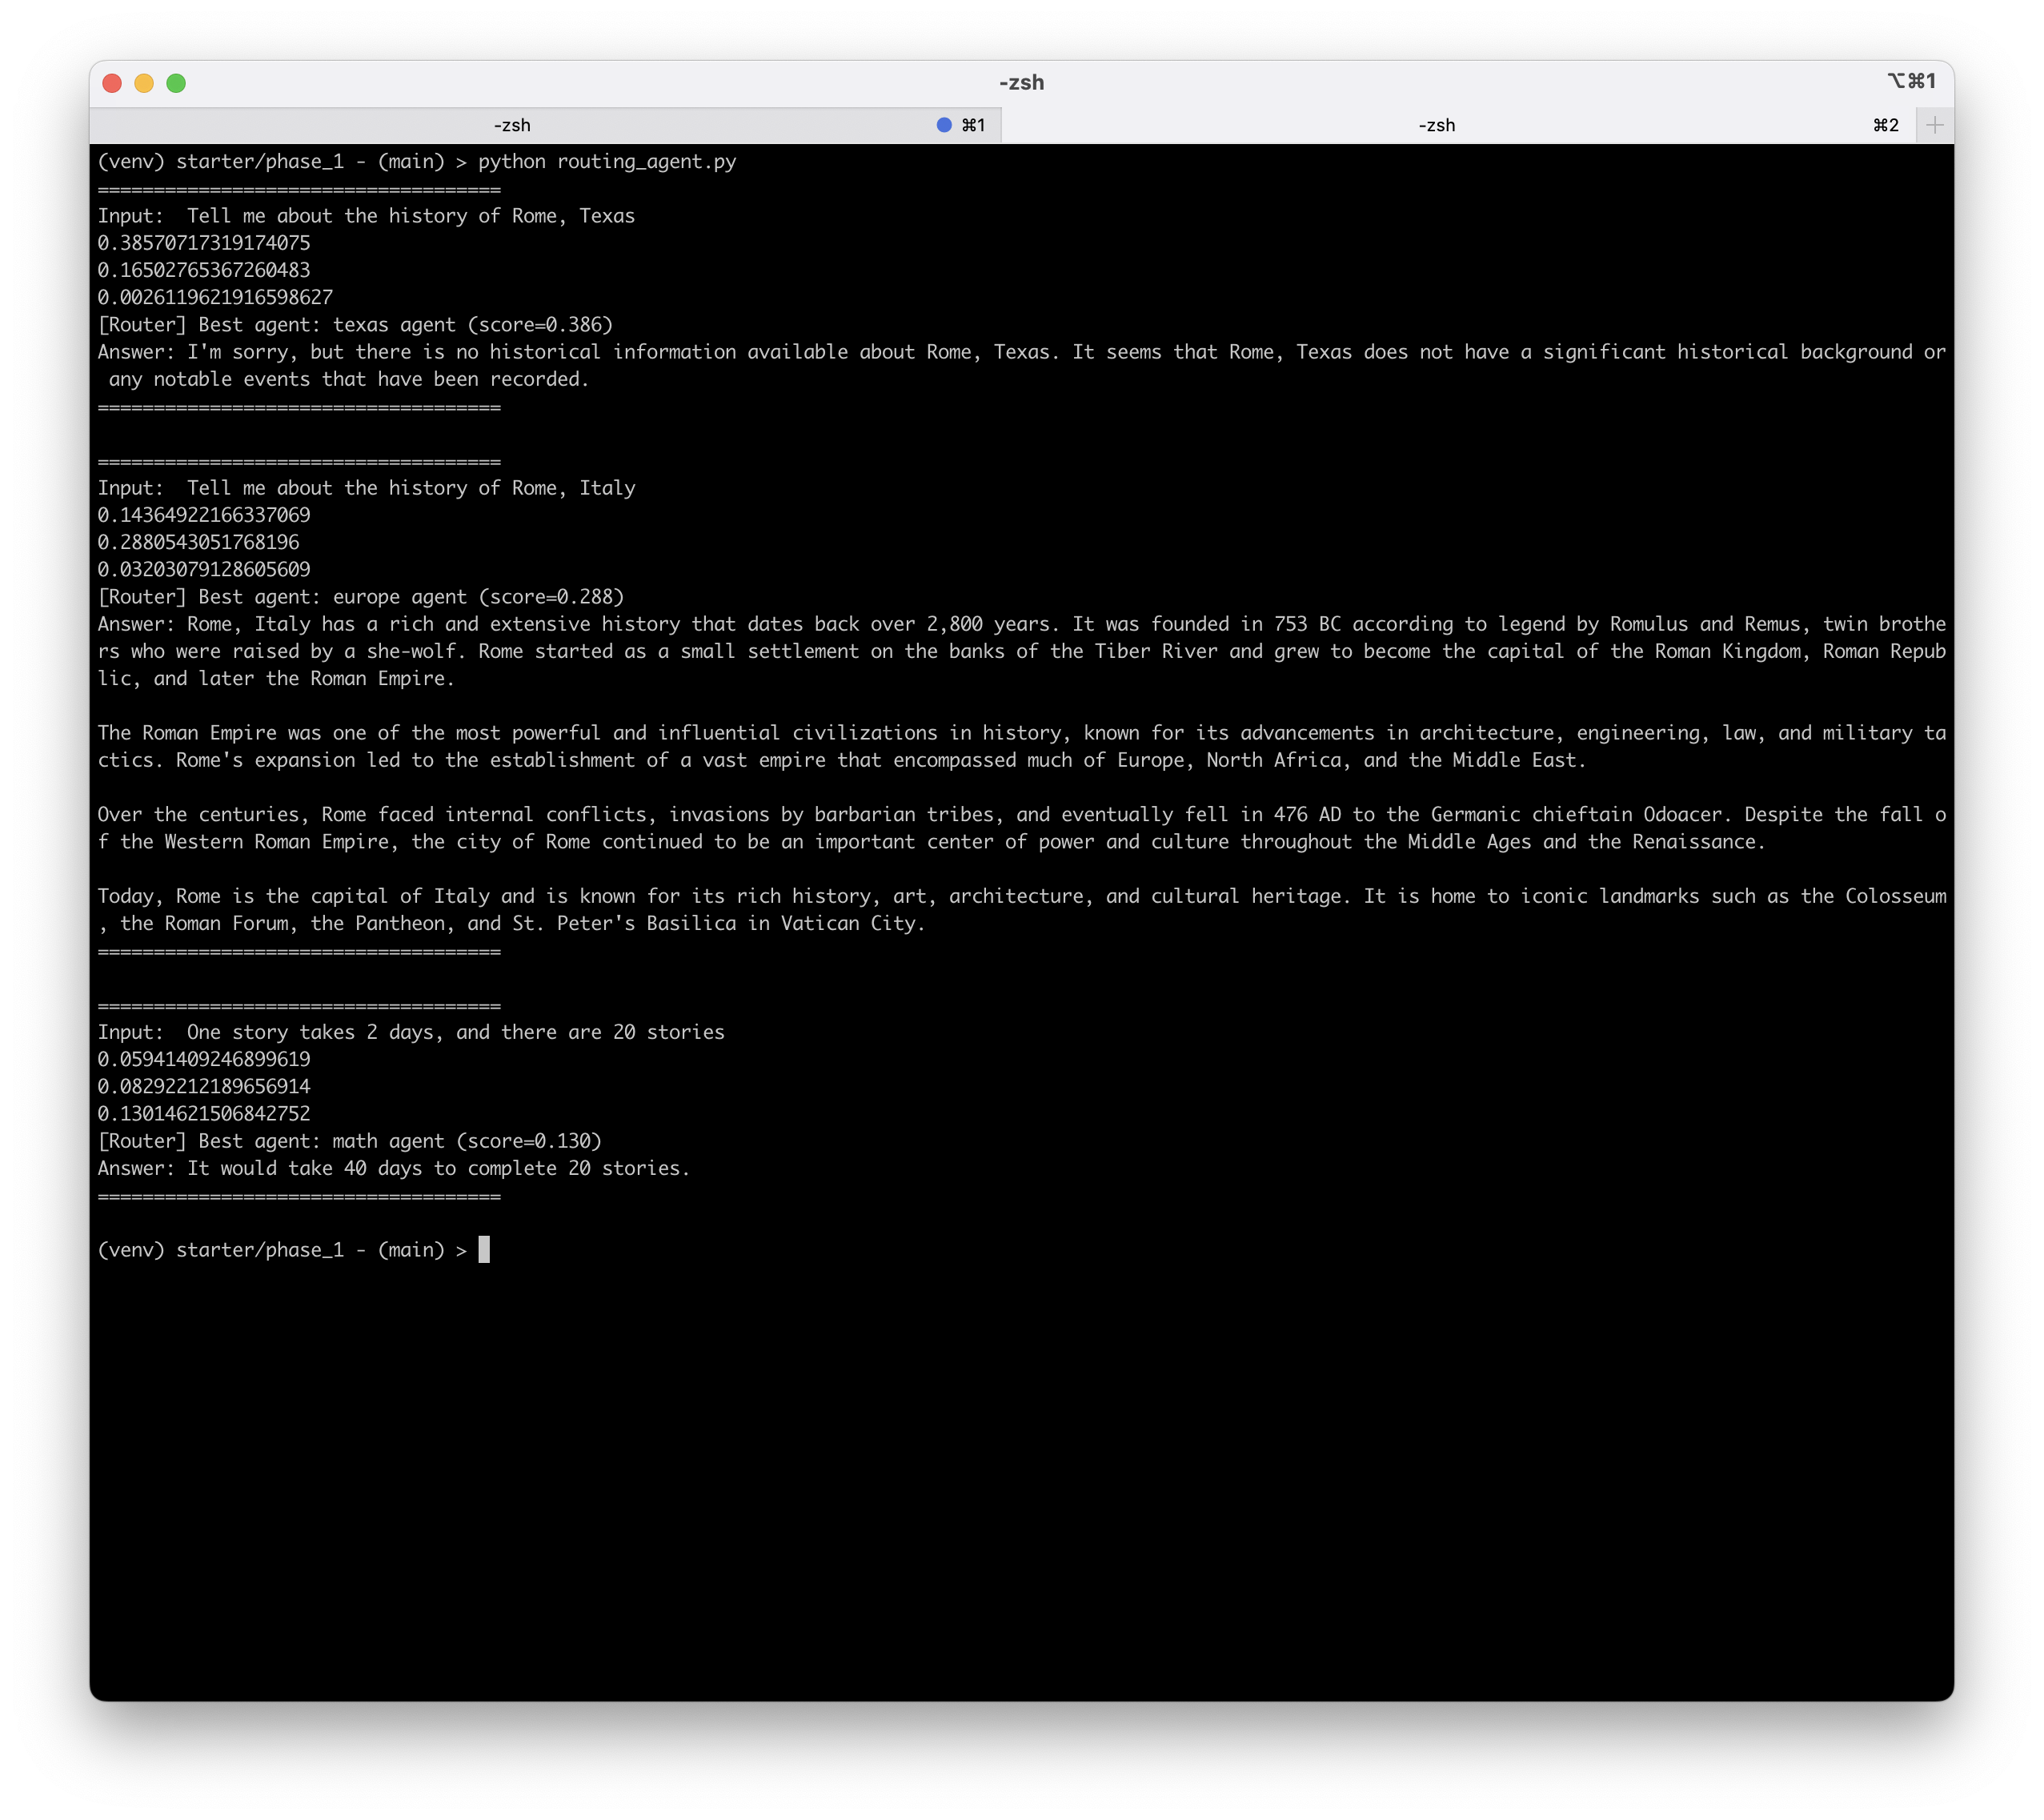 -zsh ⌥⌘1
-zsh ⌘1 -zsh ⌘2 +
(venv) starter/phase_1 - (main) > python routing_agent.py
====================================
Input:  Tell me about the history of Rome, Texas
0.38570717319174075
0.16502765367260483
0.0026119621916598627
[Router] Best agent: texas agent (score=0.386)
Answer: I'm sorry, but there is no historical information available about Rome, Texas. It seems that Rome, Texas does not have a significant historical background or
 any notable events that have been recorded.
====================================

====================================
Input:  Tell me about the history of Rome, Italy
0.14364922166337069
0.2880543051768196
0.03203079128605609
[Router] Best agent: europe agent (score=0.288)
Answer: Rome, Italy has a rich and extensive history that dates back over 2,800 years. It was founded in 753 BC according to legend by Romulus and Remus, twin brothe
rs who were raised by a she-wolf. Rome started as a small settlement on the banks of the Tiber River and grew to become the capital of the Roman Kingdom, Roman Repub
lic, and later the Roman Empire.

The Roman Empire was one of the most powerful and influential civilizations in history, known for its advancements in architecture, engineering, law, and military ta
ctics. Rome's expansion led to the establishment of a vast empire that encompassed much of Europe, North Africa, and the Middle East.

Over the centuries, Rome faced internal conflicts, invasions by barbarian tribes, and eventually fell in 476 AD to the Germanic chieftain Odoacer. Despite the fall o
f the Western Roman Empire, the city of Rome continued to be an important center of power and culture throughout the Middle Ages and the Renaissance.

Today, Rome is the capital of Italy and is known for its rich history, art, architecture, and cultural heritage. It is home to iconic landmarks such as the Colosseum
, the Roman Forum, the Pantheon, and St. Peter's Basilica in Vatican City.
====================================

====================================
Input:  One story takes 2 days, and there are 20 stories
0.05941409246899619
0.08292212189656914
0.13014621506842752
[Router] Best agent: math agent (score=0.130)
Answer: It would take 40 days to complete 20 stories.
====================================

(venv) starter/phase_1 - (main) >